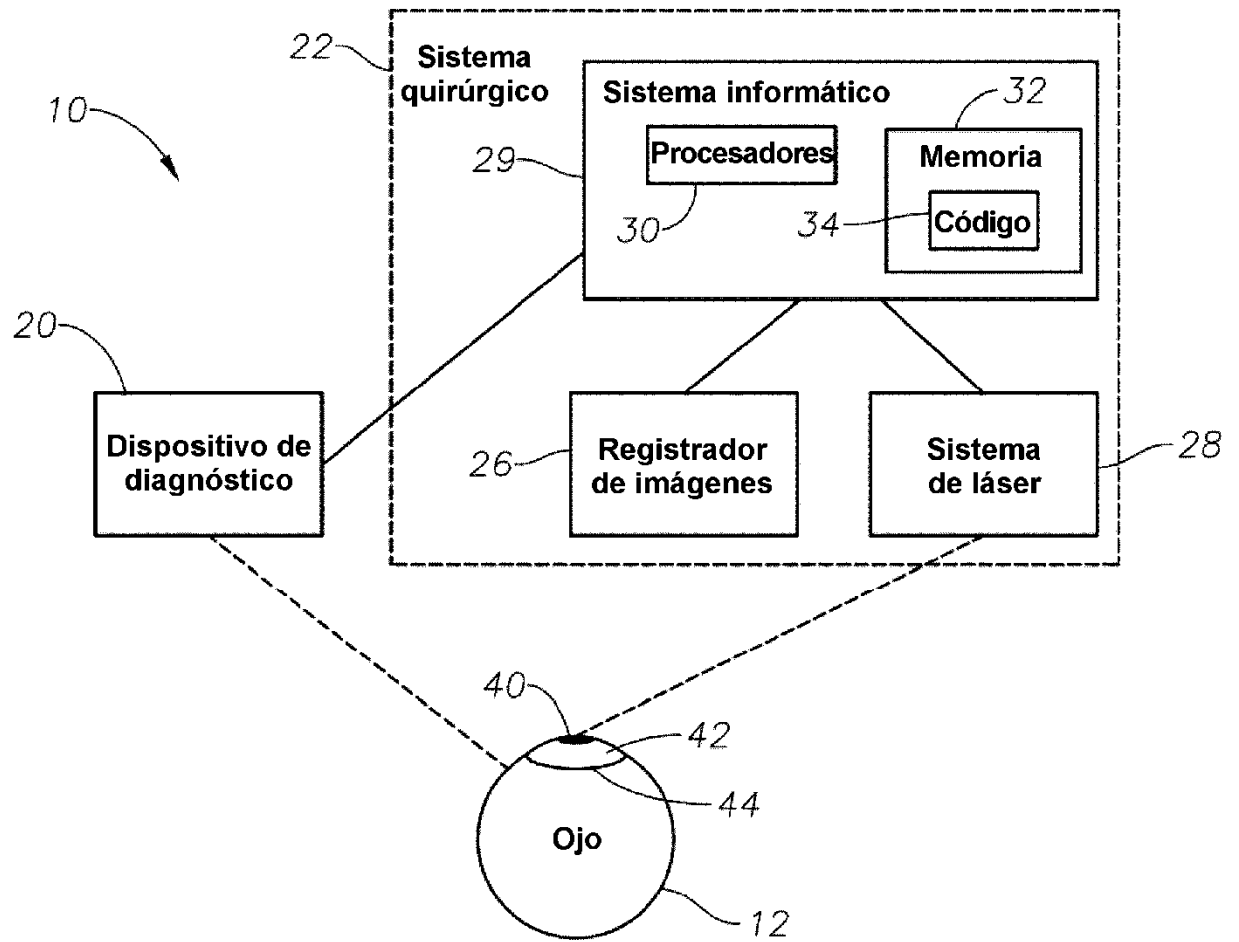 22
Sistema
quirúrgico
10
Sistema informático
32
Procesadores
Memoria
29
30
34
Código
20
Dispositivo de
diagnóstico
26
Registrador
de imágenes
Sistema
de láser
28
40
42
44
Ojo
12